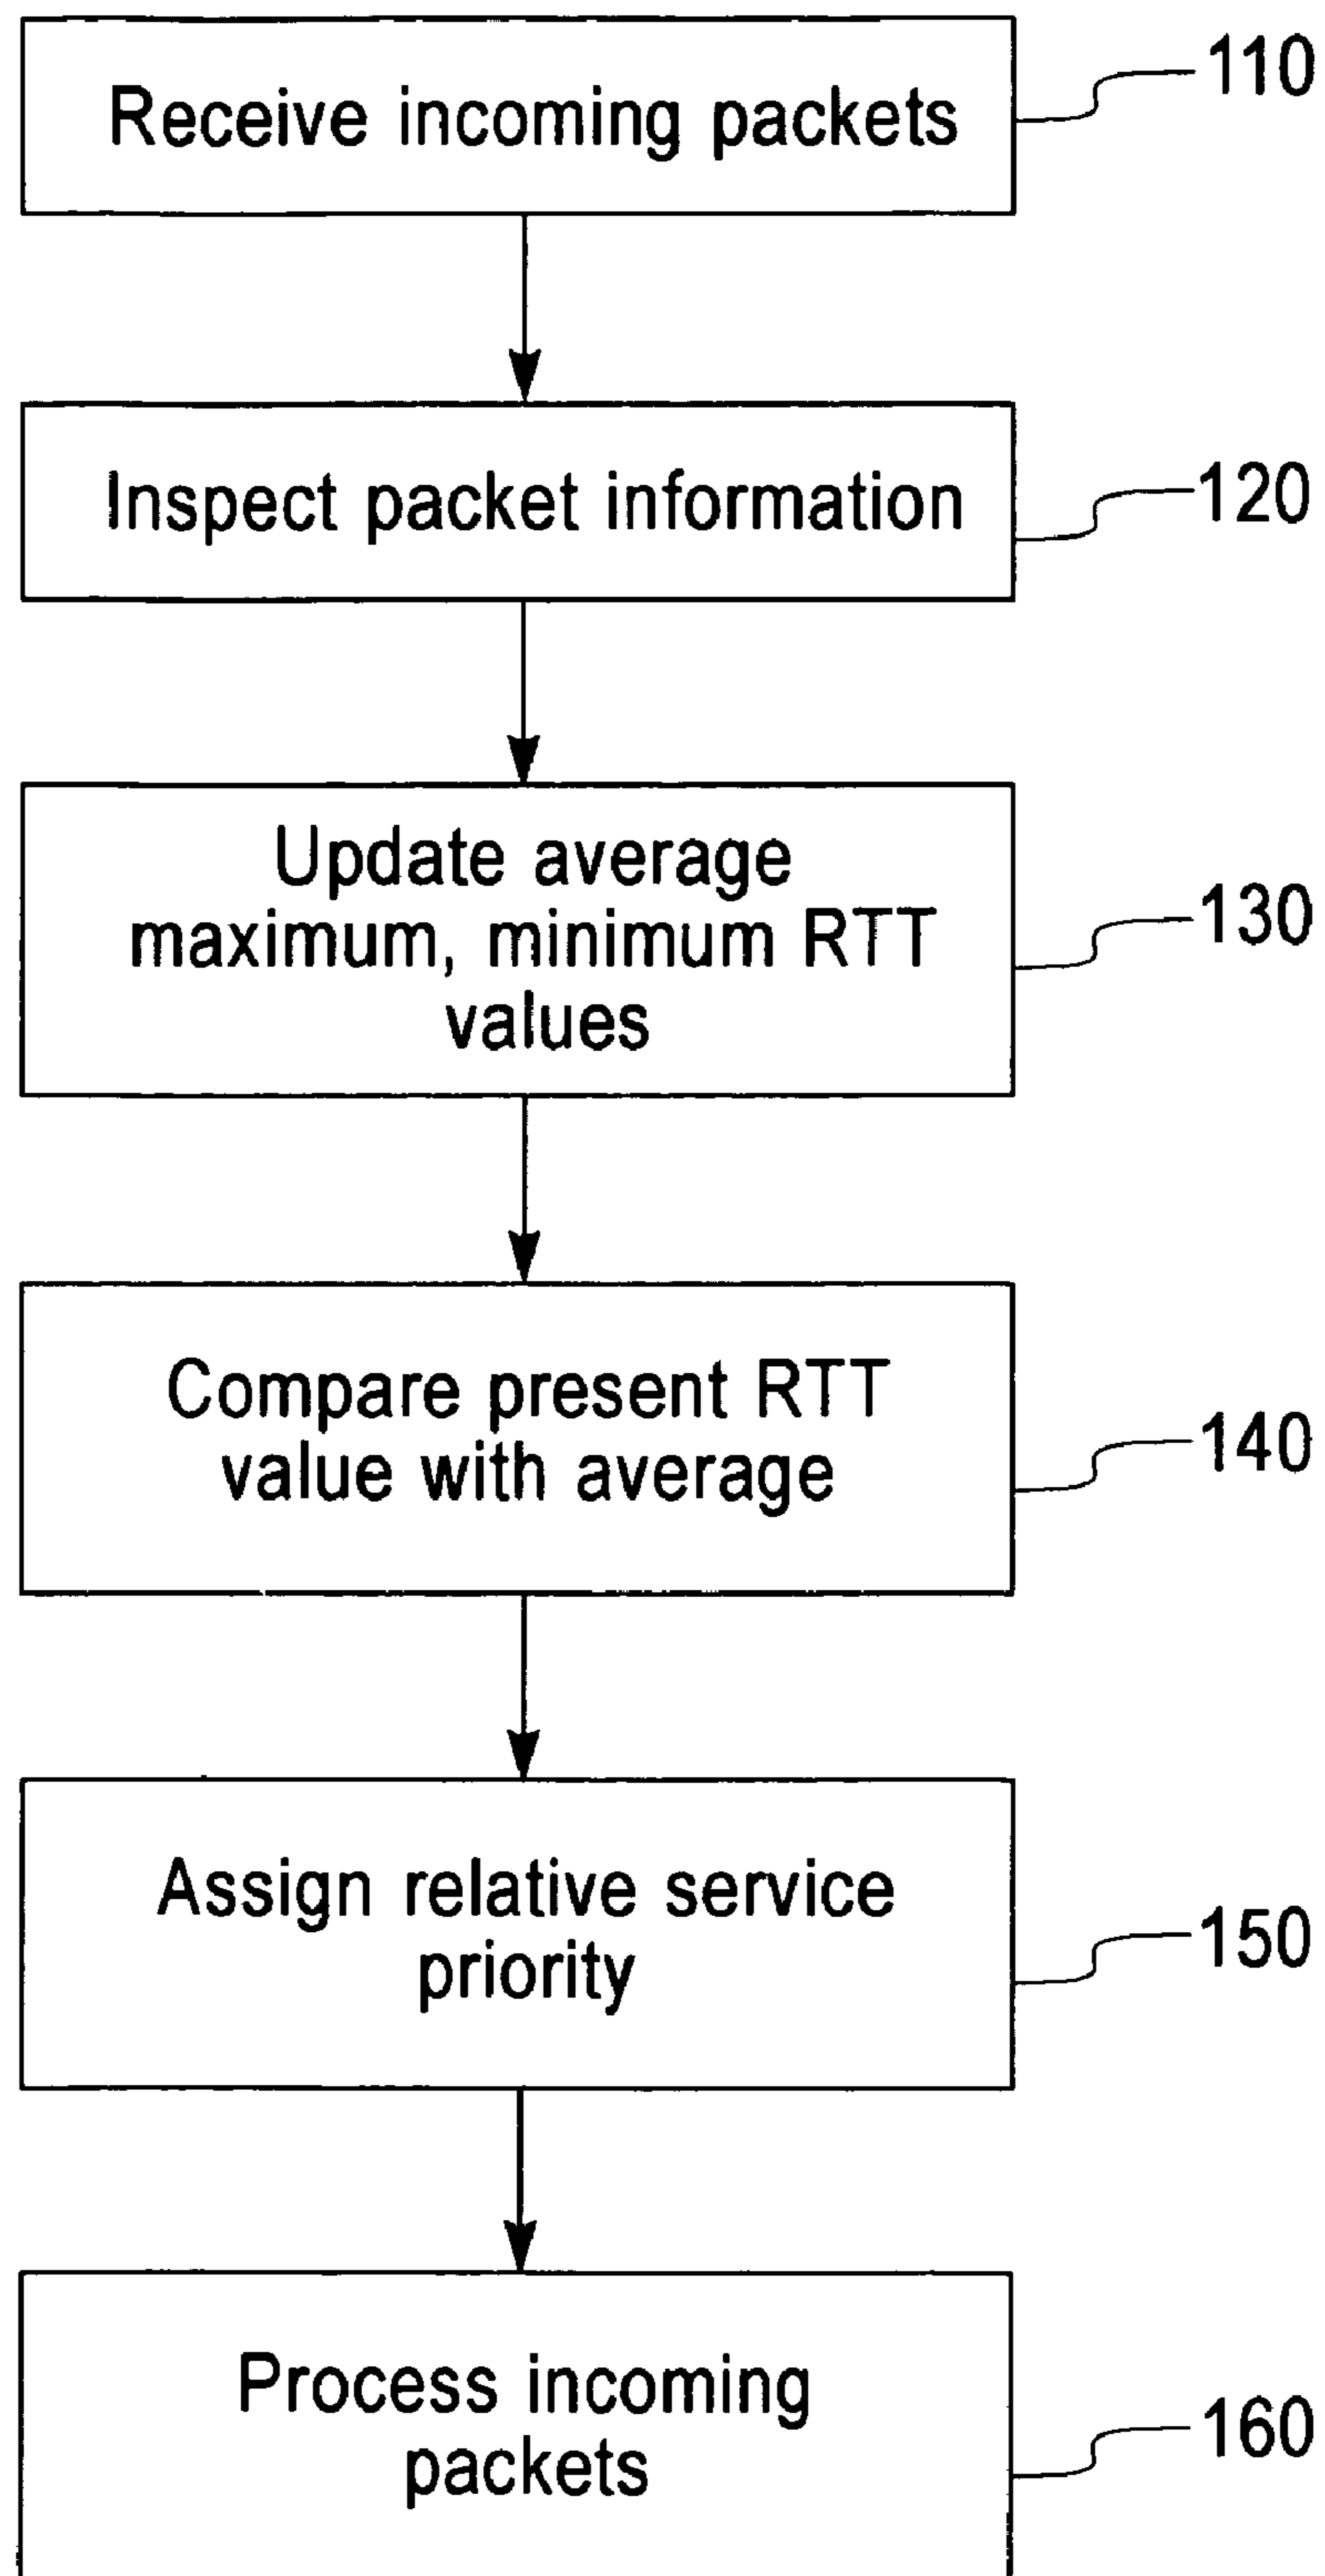 Receive incoming packets
110
Inspect packet information
120
Update average
maximum, minimum RTT
values
130
Compare present RTT
value with average
140
Assign relative service
priority
150
Process incoming
packets
160